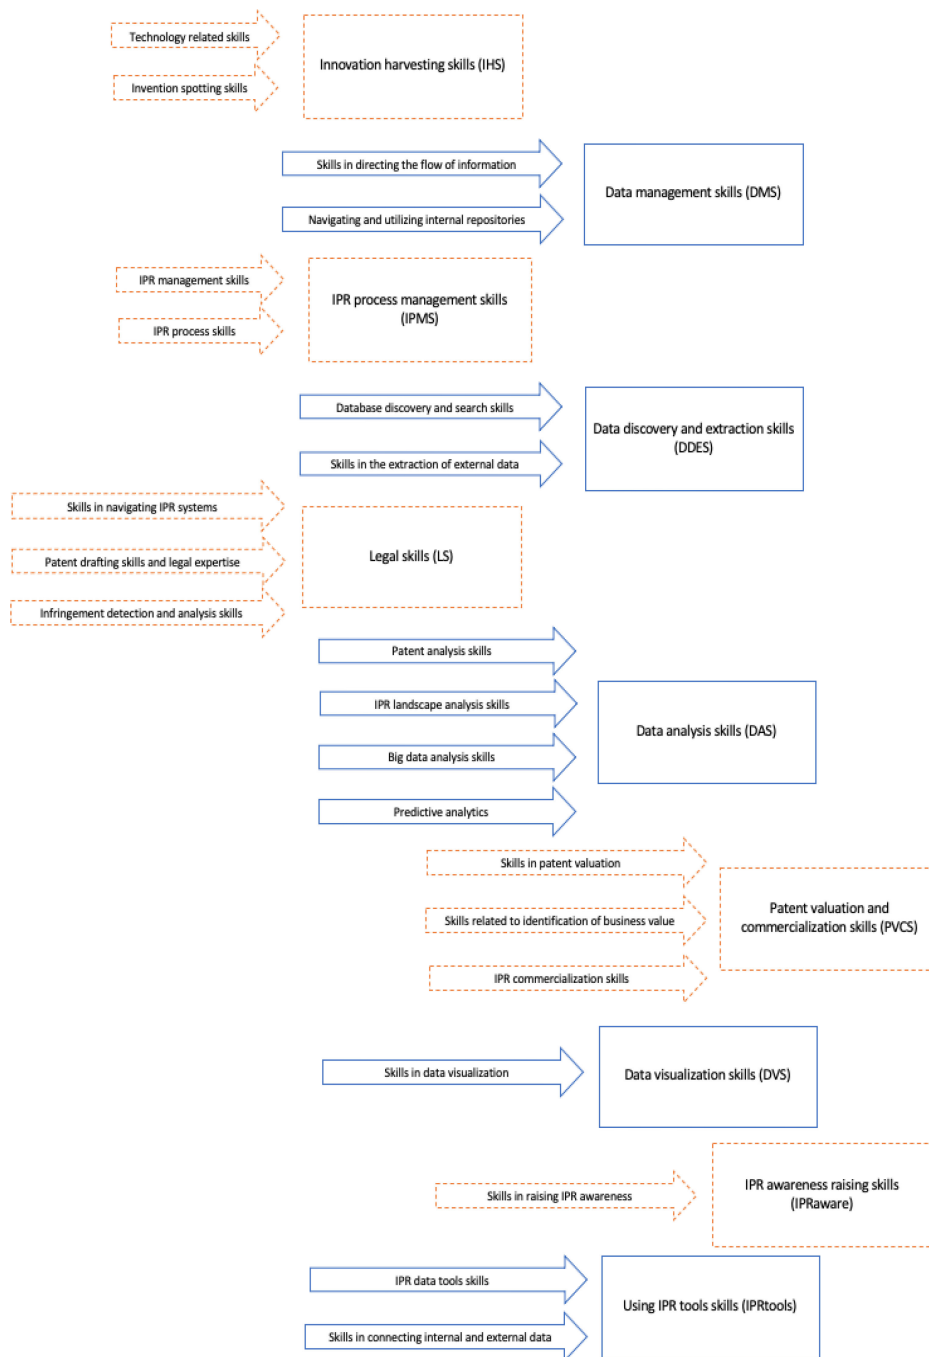 Technology related skills
Invention spotting skills
Innovation harvesting skills (IHS)
Skills in directing the flow of information
Navigating and utilizing internal repositories
Data management skills (DMS)
IPR management skills
IPR process skills
IPR process management skills
(IPMS)
Database discovery and search skills
Skills in the extraction of external data
Data discovery and extraction skills
(DDES)
Skills in navigating IPR systems
Patent drafting skills and legal expertise
Infringement detection and analysis skills
Legal skills (LS)
Patent analysis skills
IPR landscape analysis skills
Big data analysis skills
Predictive analytics
Data analysis skills (DAS)
Skills in patent valuation
Skills related to identification of business value
IPR commercialization skills
Patent valuation and
commercialization skills (PVCS)
Skills in data visualization
Data visualization skills (DVS)
Skills in raising IPR awareness
IPR awareness raising skills
(IPRaware)
IPR data tools skills
Skills in connecting internal and external data
Using IPR tools skills (IPRtools)